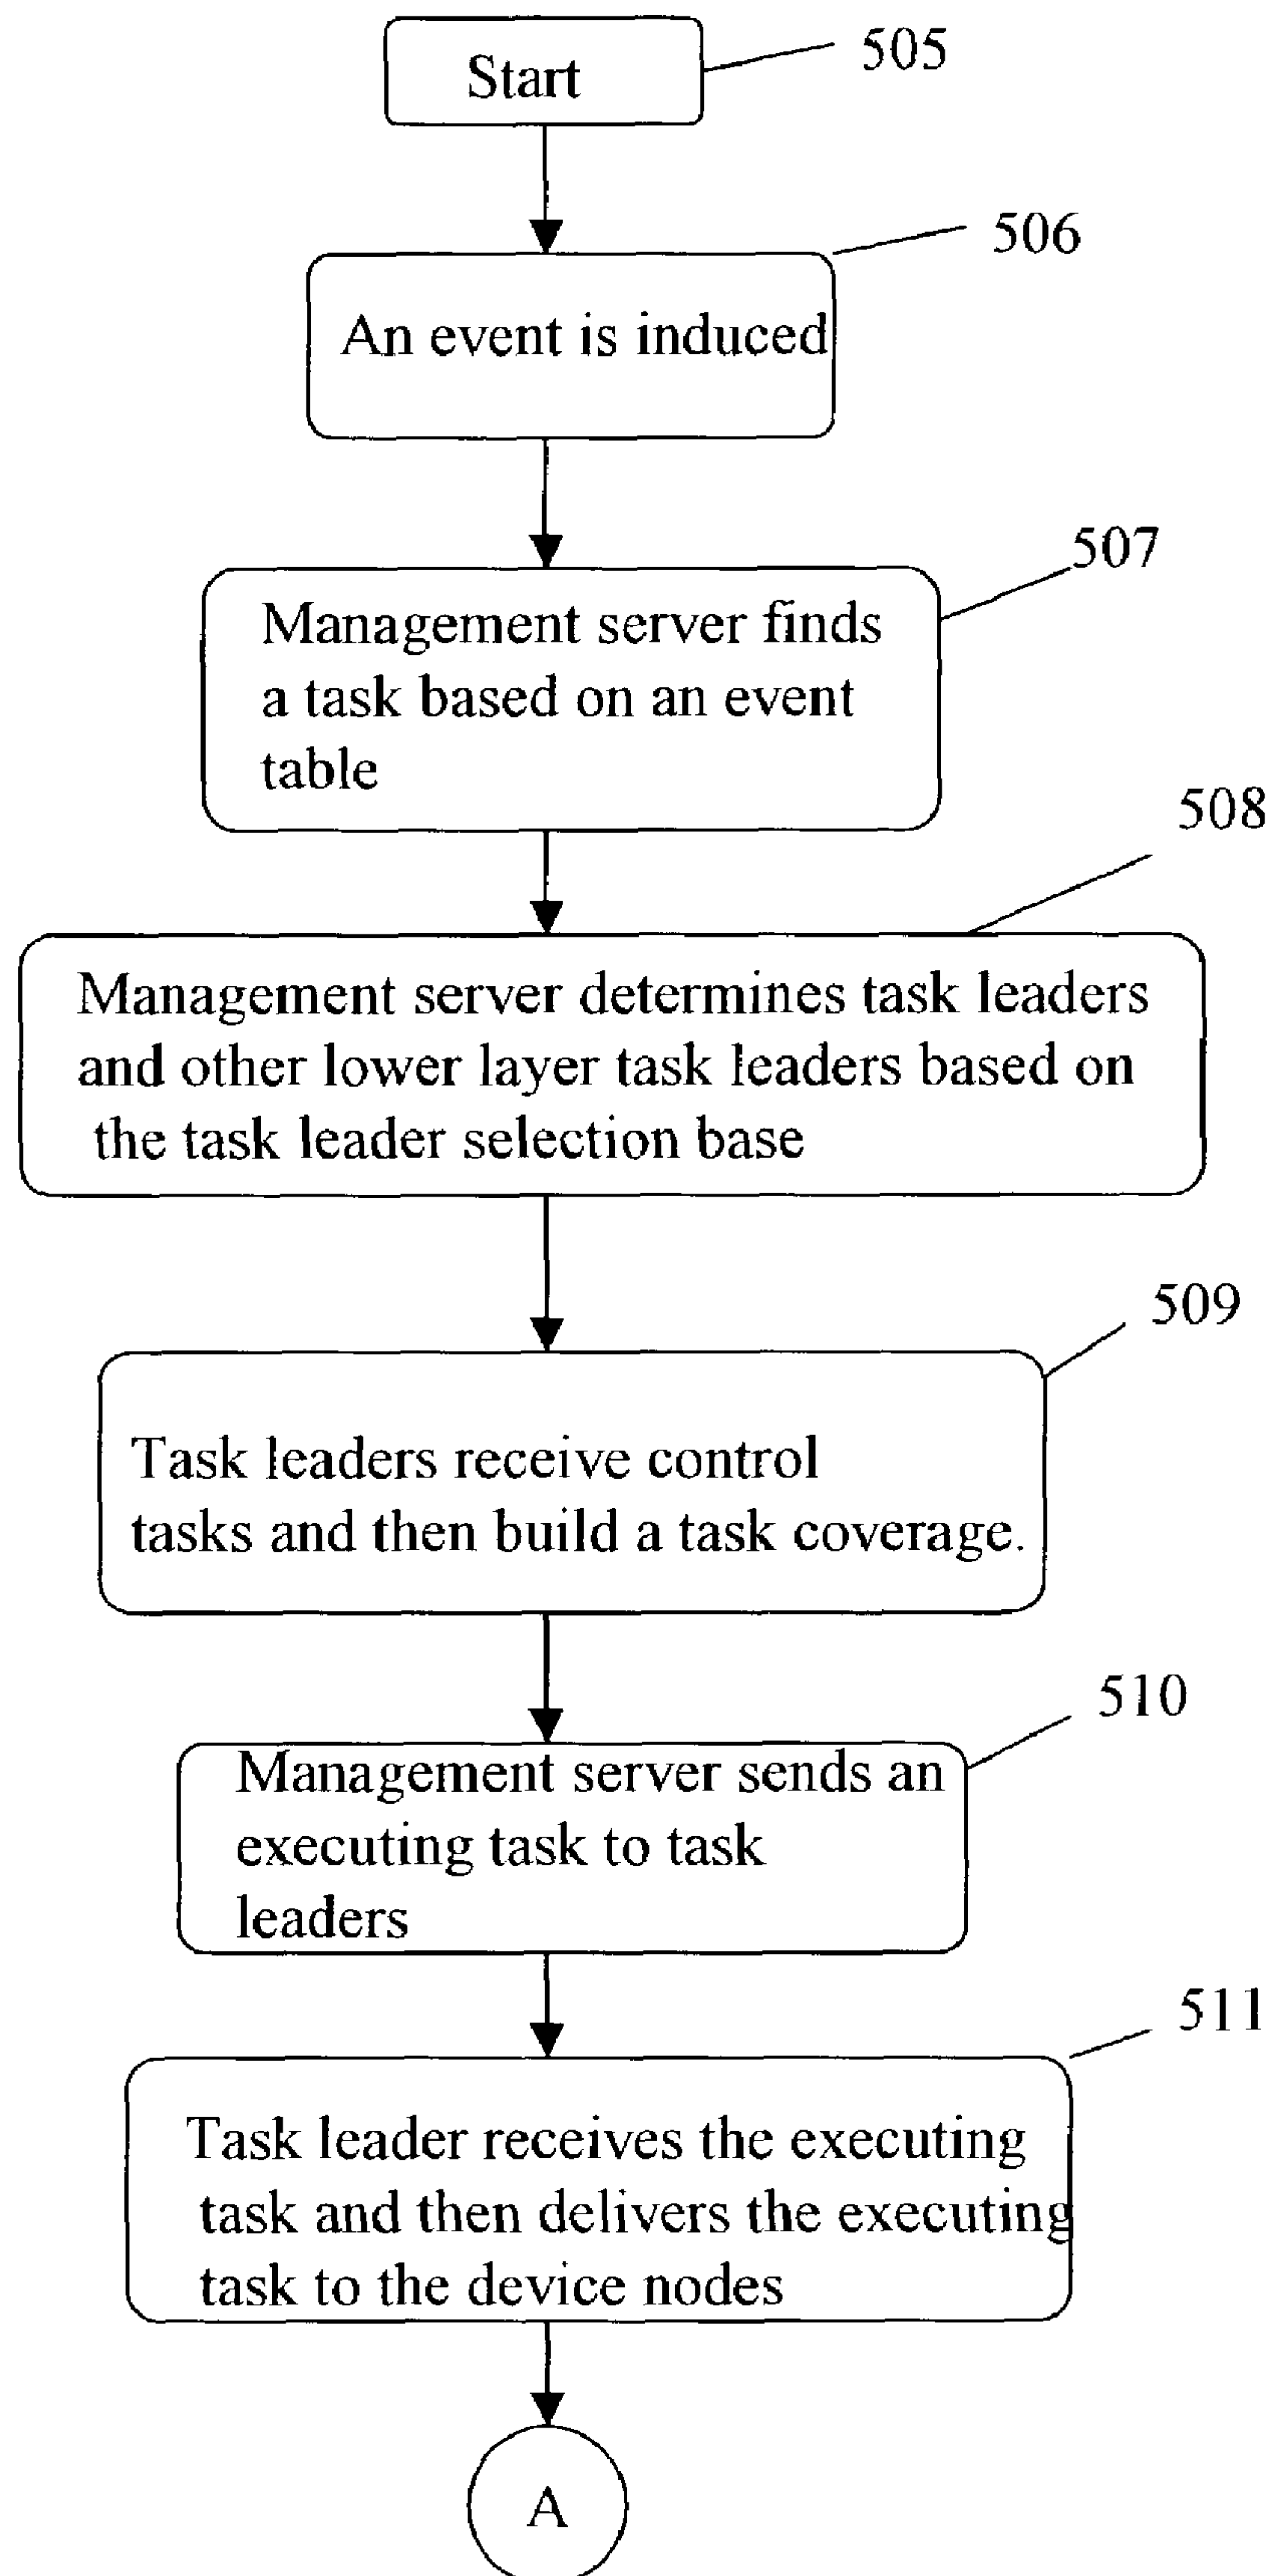 Start
505
506
An event is induced
507
Management server finds
a task based on an event
table
508
Management server determines task leaders
and other lower layer task leaders based on
the task leader selection base
509
Task leaders receive control
tasks and then build a task coverage.
510
Management server sends an
executing task to task
leaders
511
Task leader receives the executing
task and then delivers the executing
task to the device nodes
A